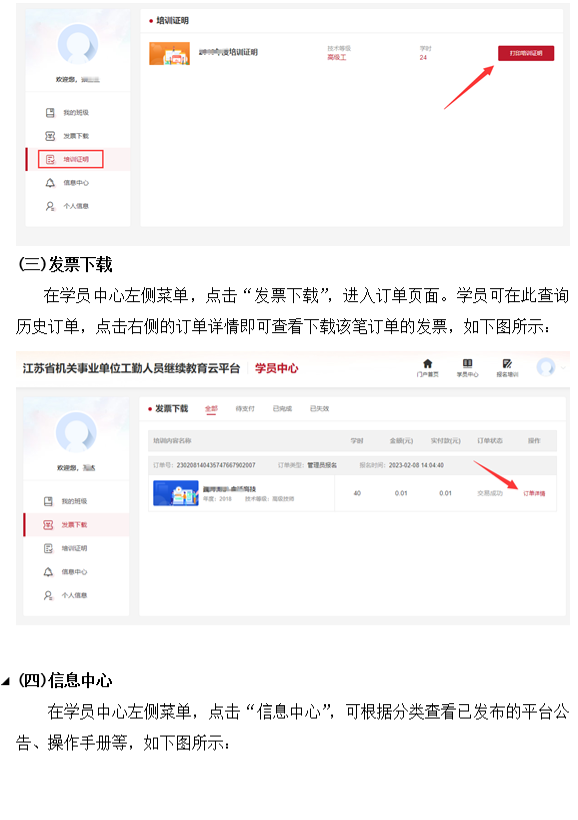 培训证明
年度培训证明
技术等级
学时
高级工
24
打印培训证明
欢迎您,
我的班级
发票下载
培训证明
信息中心
个人信息
(三)发票下载
在学员中心左侧菜单，点击“发票下载”，进入订单页面。学员可在此查询
历史订单，点击右侧的订单详情即可查看下载该笔订单的发票，如下图所示：
江苏省机关事业单位工勤人员继续教育云平台 学员中心
门户首页 学员中心 报名培训
发票下载 全部 待支付 已完成 已失效
培训内容名称 学时 金额(元) 实付款(元) 订单状态 操作
订单号：230208140435747667902007 订单类型：管理员报名 报名时间：2023-02-08 14:04:40
年度：2018 技术等级：高级技师
40 0.01 0.01 交易成功 订单详情
欢迎您,
我的班级
发票下载
培训证明
信息中心
个人信息
(四)信息中心
在学员中心左侧菜单，点击“信息中心”，可根据分类查看已发布的平台公
告、操作手册等，如下图所示：